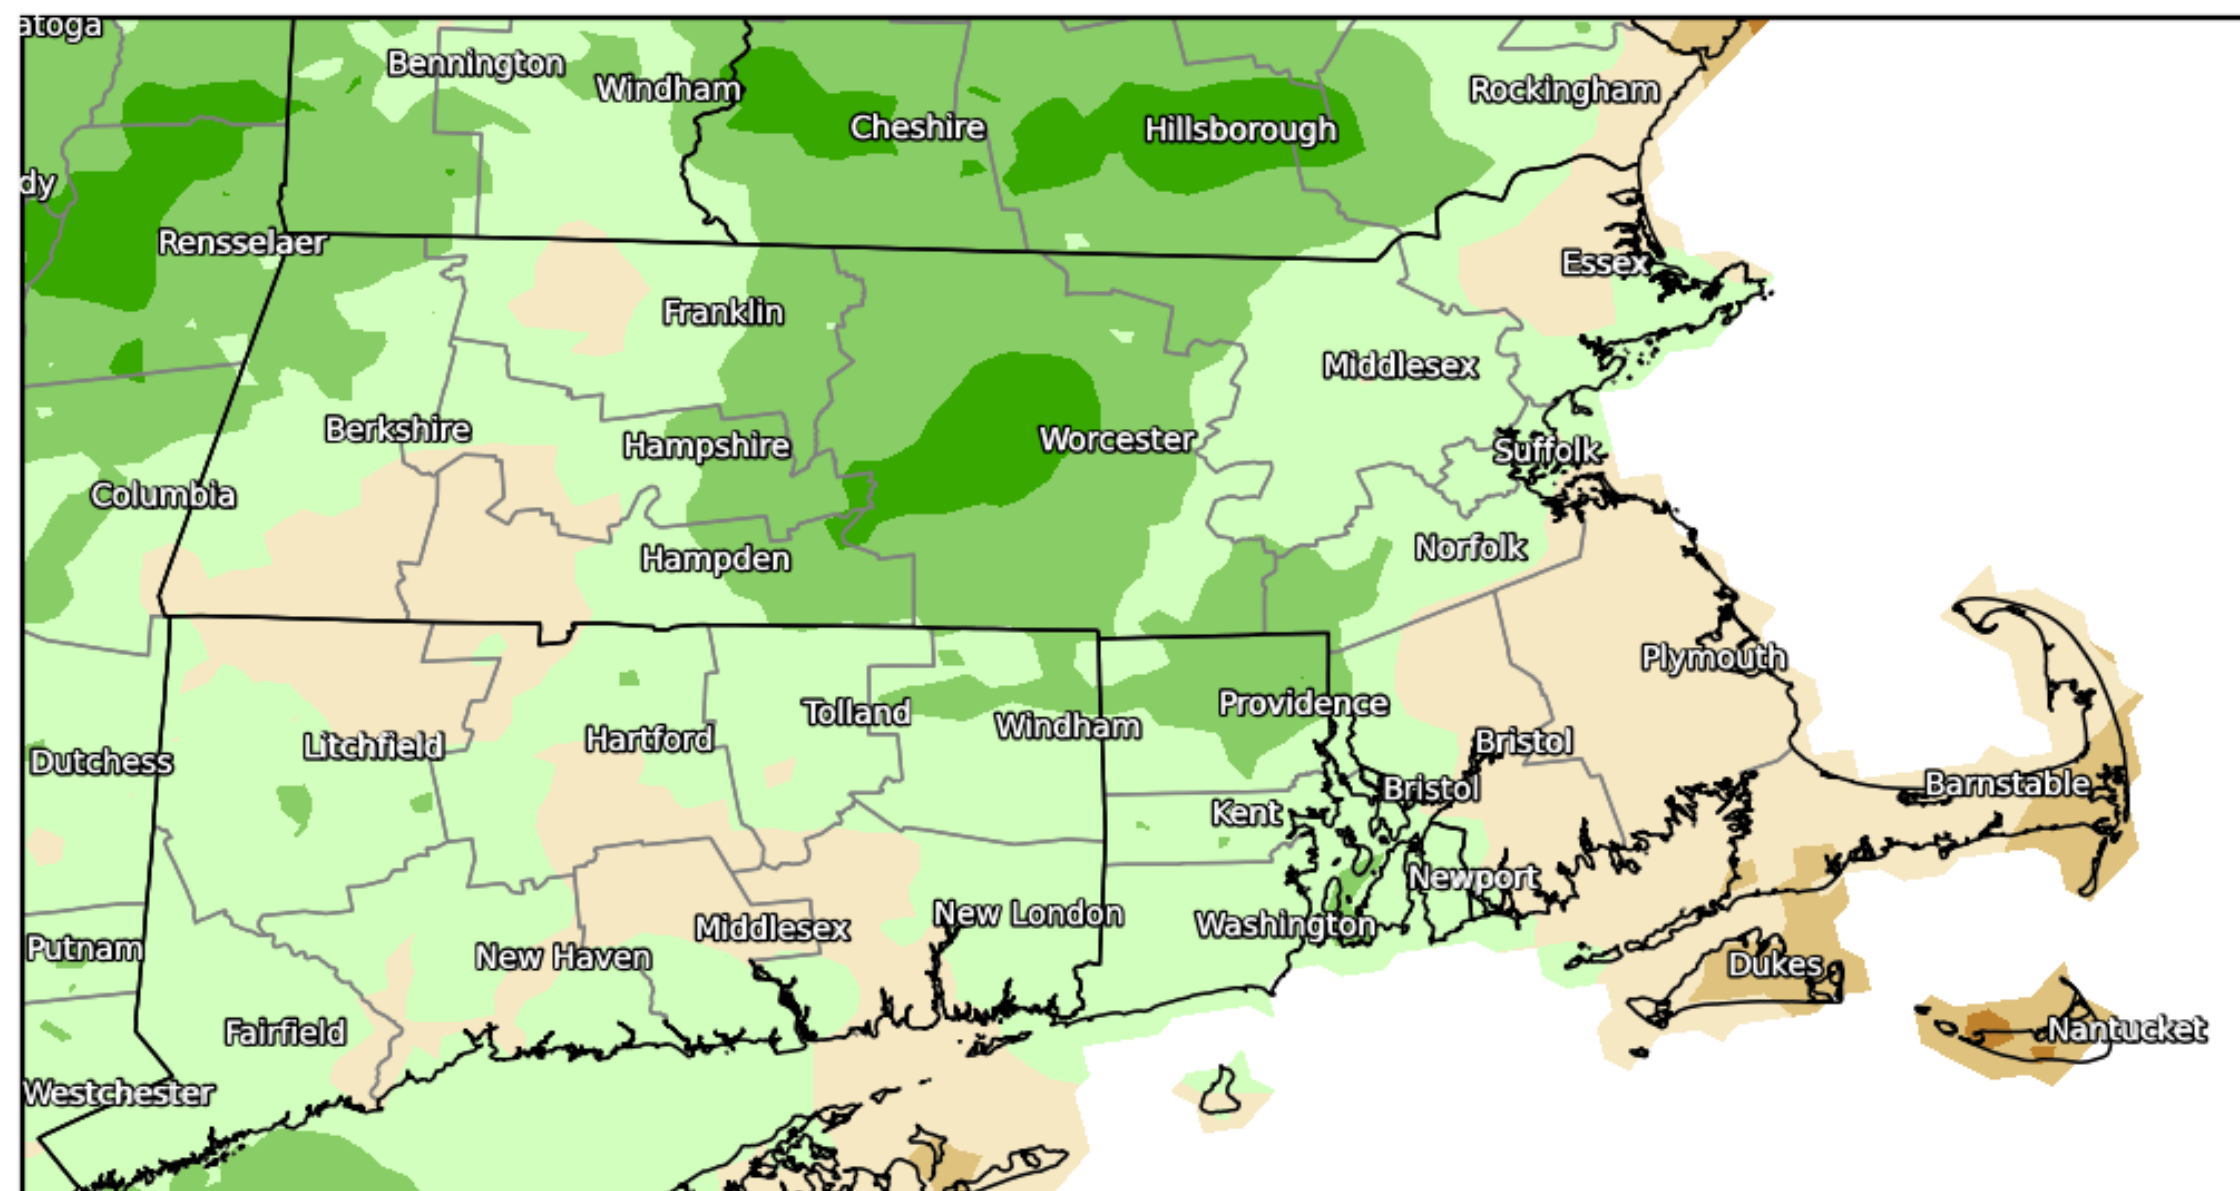 atoga
Bennington
Windham
Rockingham
Cheshire
Hillsborough
dy
Rensselaer
Essex
Franklin
Middlesex
Berkshire
Hampshire
Worcester
Suffolk
Columbia
Hampden
Norfolk
Plymouth
Providence
Tolland
Windham
Hartford
Litchfield
Bristol
Dutchess
Bristol
Barnstable
Kent
Newport
New London
Washington
Middlesex
Putnam
New Haven
Dukes
Fairfield
Nantucket
Westchester